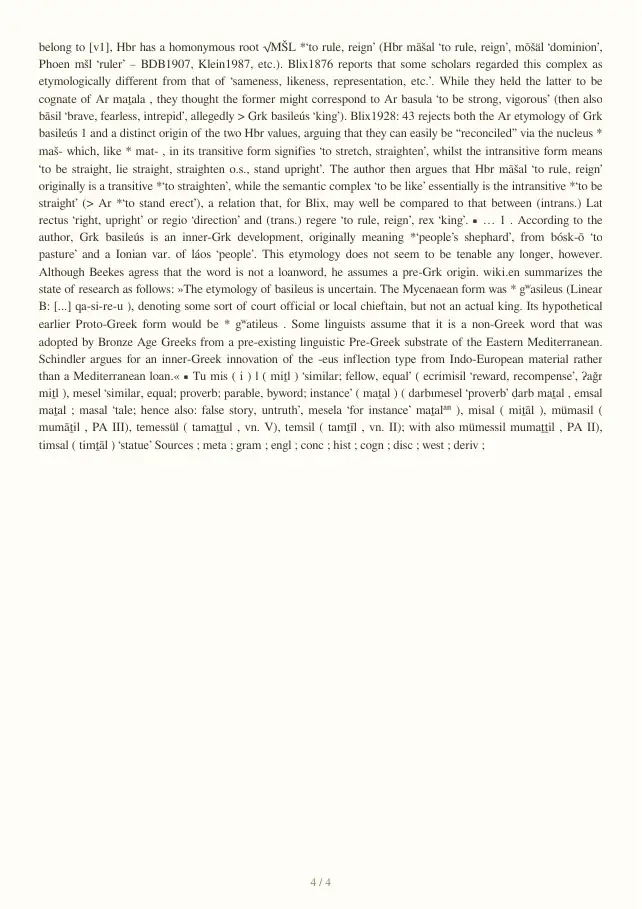 belong to [v1], Hbr has a homonymous root √MŠL *‘to rule, reign’ (Hbr māšal ‘to rule, reign’, mōšäl ‘dominion’,
Phoen mšl ‘ruler’ – BDB1907, Klein1987, etc.). Blix1876 reports that some scholars regarded this complex as
etymologically different from that of ‘sameness, likeness, representation, etc.’. While they held the latter to be
cognate of Ar maṯala , they thought the former might correspond to Ar basula ‘to be strong, vigorous’ (then also
bāsil ‘brave, fearless, intrepid’, allegedly > Grk basileús ‘king’). Blix1928: 43 rejects both the Ar etymology of Grk
basileús 1 and a distinct origin of the two Hbr values, arguing that they can easily be “reconciled” via the nucleus *
maš- which, like * mat- , in its transitive form signifies ‘to stretch, straighten’, whilst the intransitive form means
‘to be straight, lie straight, straighten o.s., stand upright’. The author then argues that Hbr māšal ‘to rule, reign’
originally is a transitive *‘to straighten’, while the semantic complex ‘to be like’ essentially is the intransitive *‘to be
straight’ (> Ar *‘to stand erect’), a relation that, for Blix, may well be compared to that between (intrans.) Lat
rectus ‘right, upright’ or regio ‘direction’ and (trans.) regere ‘to rule, reign’, rex ‘king’. ▪ … 1 . According to the
author, Grk basileús is an inner-Grk development, originally meaning *‘people’s shephard’, from bósk-ō ‘to
pasture’ and a Ionian var. of láos ‘people’. This etymology does not seem to be tenable any longer, however.
Although Beekes agress that the word is not a loanword, he assumes a pre-Grk origin. wiki.en summarizes the
state of research as follows: »The etymology of basileus is uncertain. The Mycenaean form was * gʷasileus (Linear
B: [...] qa-si-re-u ), denoting some sort of court official or local chieftain, but not an actual king. Its hypothetical
earlier Proto-Greek form would be * gʷatileus . Some linguists assume that it is a non-Greek word that was
adopted by Bronze Age Greeks from a pre-existing linguistic Pre-Greek substrate of the Eastern Mediterranean.
Schindler argues for an inner-Greek innovation of the -eus inflection type from Indo-European material rather
than a Mediterranean loan.« ▪ Tu mis ( i ) l ( miṯl ) ‘similar; fellow, equal’ ( ecrimisil ‘reward, recompense’, ʔaǧr
miṯl ), mesel ‘similar, equal; proverb; parable, byword; instance’ ( maṯal ) ( darbımesel ‘proverb’ ḍarb maṯal , emsal
maṯal ; masal ‘tale; hence also: false story, untruth’, mesela ‘for instance’ maṯalᵃⁿ ), misal ( miṯāl ), mümasil (
mumāṯil , PA III), temessül ( tamaṯṯul , vn. V), temsil ( tamṯīl , vn. II); with also mümessil mumaṯṯil , PA II),
timsal ( timṯāl ) ‘statue’ Sources ; meta ; gram ; engl ; conc ; hist ; cogn ; disc ; west ; deriv ;
4 / 4